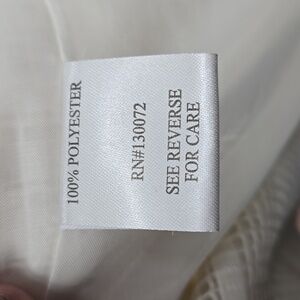 100% POLYESTER
RN#130072
SEE REVERSE
FOR CARE